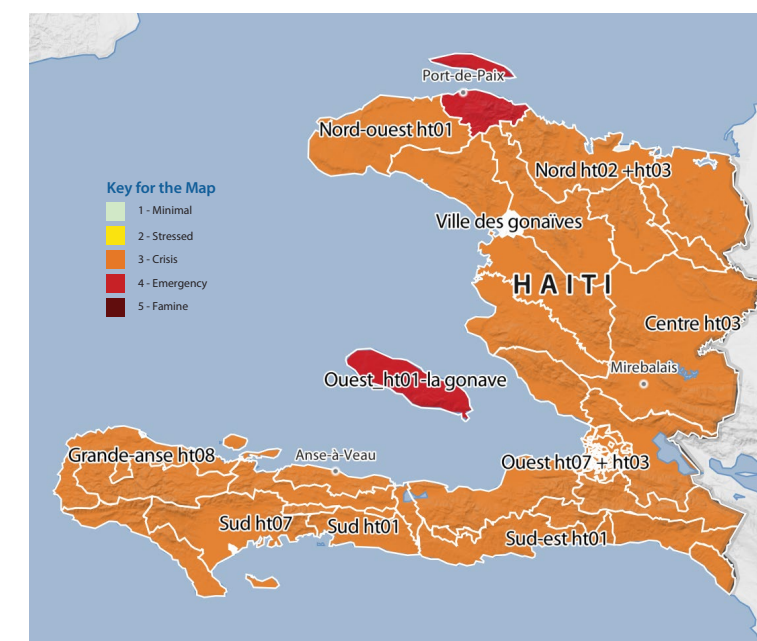 Port-de-Paix
Nord-ouest ht01
Nord ht02 +ht03
Key for the Map
1 - Minimal
2 - Stressed
3 - Crisis
4 - Emergency
5 - Famine
Ville des gonaïves
HAITI
Centre ht03
Mirebalais
Ouest_ht01-la gonave
Grande-anse ht08
Anse-à-Veau
Ouest ht07 + ht03
Sud ht07
Sud ht01
Sud-est ht01